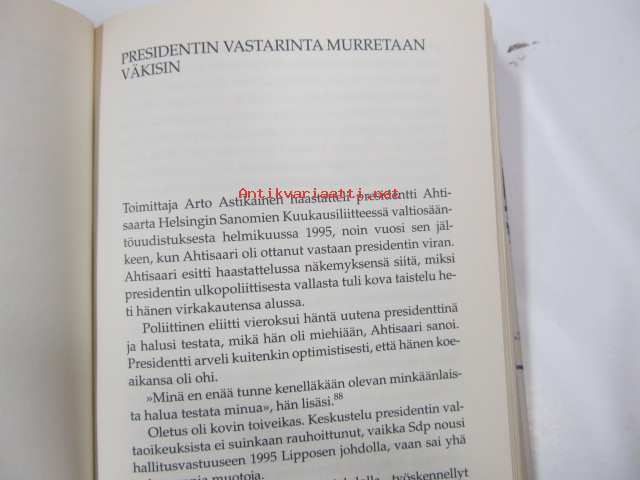 PRESIDENTIN VASTARINTA MURRETAAN
VÄKISIN
Antikvariaatti.net
Toimittaja Arto Astikainen haastatteli presidentti Ahti-
saarta Helsingin Sanomien Kuukausiliitteessä valtiosään-
töuudistuksesta helmikuussa 1995, noin vuosi sen jäl-
keen, kun Ahtisaari oli ottanut vastaan presidentin viran.
Ahtisaari esitti haastattelussa näkemyksensä siitä, miksi
presidentin ulkopoliittisesta vallasta tuli kova taistelu he-
ti hänen virkakautensa alussa.
Poliittinen eliitti vieroksui häntä uutena presidenttinä
ja halusi testata, mikä hän oli miehiään, Ahtisaari sanoi.
Presidentti arveli kuitenkin optimistisesti, että hänen koe-
aikansa oli ohi.
»Minä en enää tunne kenelläkään olevan minkäänlais-
ta halua testata minua», hän lisäsi.88
Oletus oli kovin toiveikas. Keskustelu presidentin val-
taoikeuksista ei suinkaan rauhoittunut, vaikka Sdp nousi
hallitusvastuuseen 1995 Lipposen johdolla, vaan sai yhä
muotoja.
työskennellyt